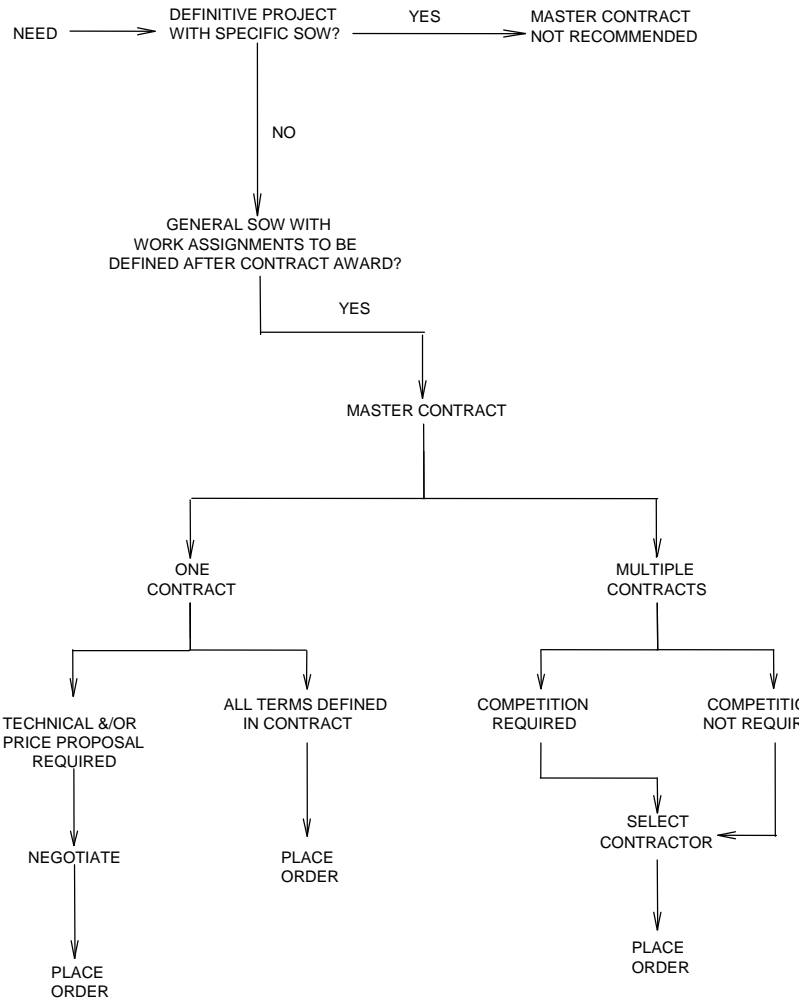 NEED
DEFINITIVE PROJECT
WITH SPECIFIC SOW?
YES
MASTER CONTRACT
NOT RECOMMENDED
NO
GENERAL SOW WITH
WORK ASSIGNMENTS TO BE
DEFINED AFTER CONTRACT AWARD?
YES
MASTER CONTRACT
ONE
CONTRACT
MULTIPLE
CONTRACTS
TECHNICAL &/OR
PRICE PROPOSAL
REQUIRED
ALL TERMS DEFINED
IN CONTRACT
COMPETITION
REQUIRED
NOT
NEGOTIATE
PLACE
ORDER
SELECT
CONTRACTOR
PLACE
ORDER
PLACE
ORDER